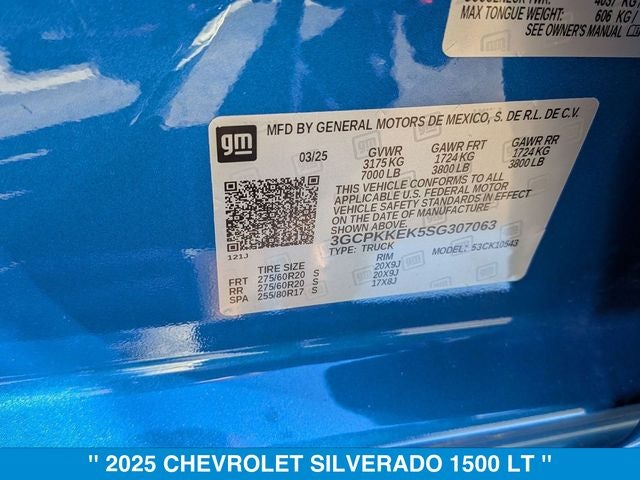 4037 KG
MAX TONGUE WEIGHT: 606 KG /
SEE OWNER'S MANUAL
gm
MFD BY GENERAL MOTORS DE MEXICO, S. DE R.L. DE C.V.
03/25 GVWR GAWR FRT GAWR RR
3175 KG 1724 KG 1724 KG
7000 LB 3800 LB 3800 LB
THIS VEHICLE CONFORMS TO ALL
APPLICABLE U.S. FEDERAL MOTOR
VEHICLE SAFETY STANDARDS IN EFFECT
ON THE DATE OF MANUFACTURE
SHOWN ABOVE.
3GCPKKEK5SG307063
TYPE: TRUCK MODEL: 53CK10543
121J
TIRE SIZE RIM
FRT 275/60R20 S 20X9J
RR 275/60R20 S 20X9J
SPA 255/80R17 S 17X8J
" 2025 CHEVROLET SILVERADO 1500 LT "